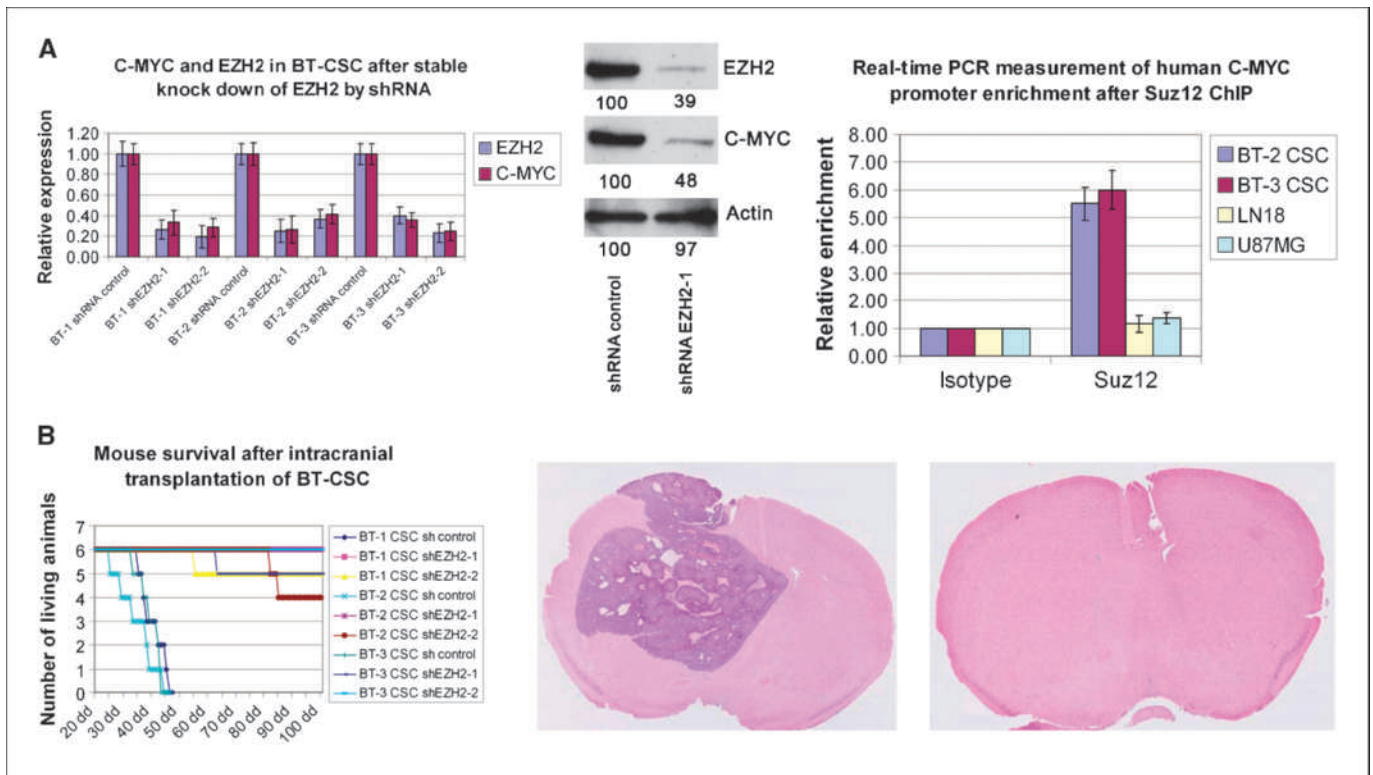 A
C-MYC and EZH2 in BT-CSC after stable
knock down of EZH2 by shRNA
Relative expression
1.20
1.00
0.80
0.60
0.40
0.20
0.00
BT-1 shRNA control
BT-1 shEZH2-1
BT-1 shEZH2-2
BT-2 shRNA control
BT-2 shEZH2-1
BT-2 shEZH2-2
BT-3 shRNA control
BT-3 shEZH2-1
BT-3 shEZH2-2
EZH2
C-MYC
EZH2
100 39
C-MYC
100 48
Actin
100 97
shRNA control
shRNA EZH2-1
Real-time PCR measurement of human C-MYC
promoter enrichment after Suz12 ChIP
Relative enrichment
8.00
7.00
6.00
5.00
4.00
3.00
2.00
1.00
0.00
Isotype
Suz12
BT-2 CSC
BT-3 CSC
LN18
U87MG
B
Mouse survival after intracranial
transplantation of BT-CSC
Number of living animals
7
6
5
4
3
2
1
0
20 dd
30 dd
40 dd
50 dd
60 dd
70 dd
80 dd
90 dd
100 dd
BT-1 CSC sh control
BT-1 CSC shEZH2-1
BT-1 CSC shEZH2-2
BT-2 CSC sh control
BT-2 CSC shEZH2-1
BT-2 CSC shEZH2-2
BT-3 CSC sh control
BT-3 CSC shEZH2-1
BT-3 CSC shEZH2-2